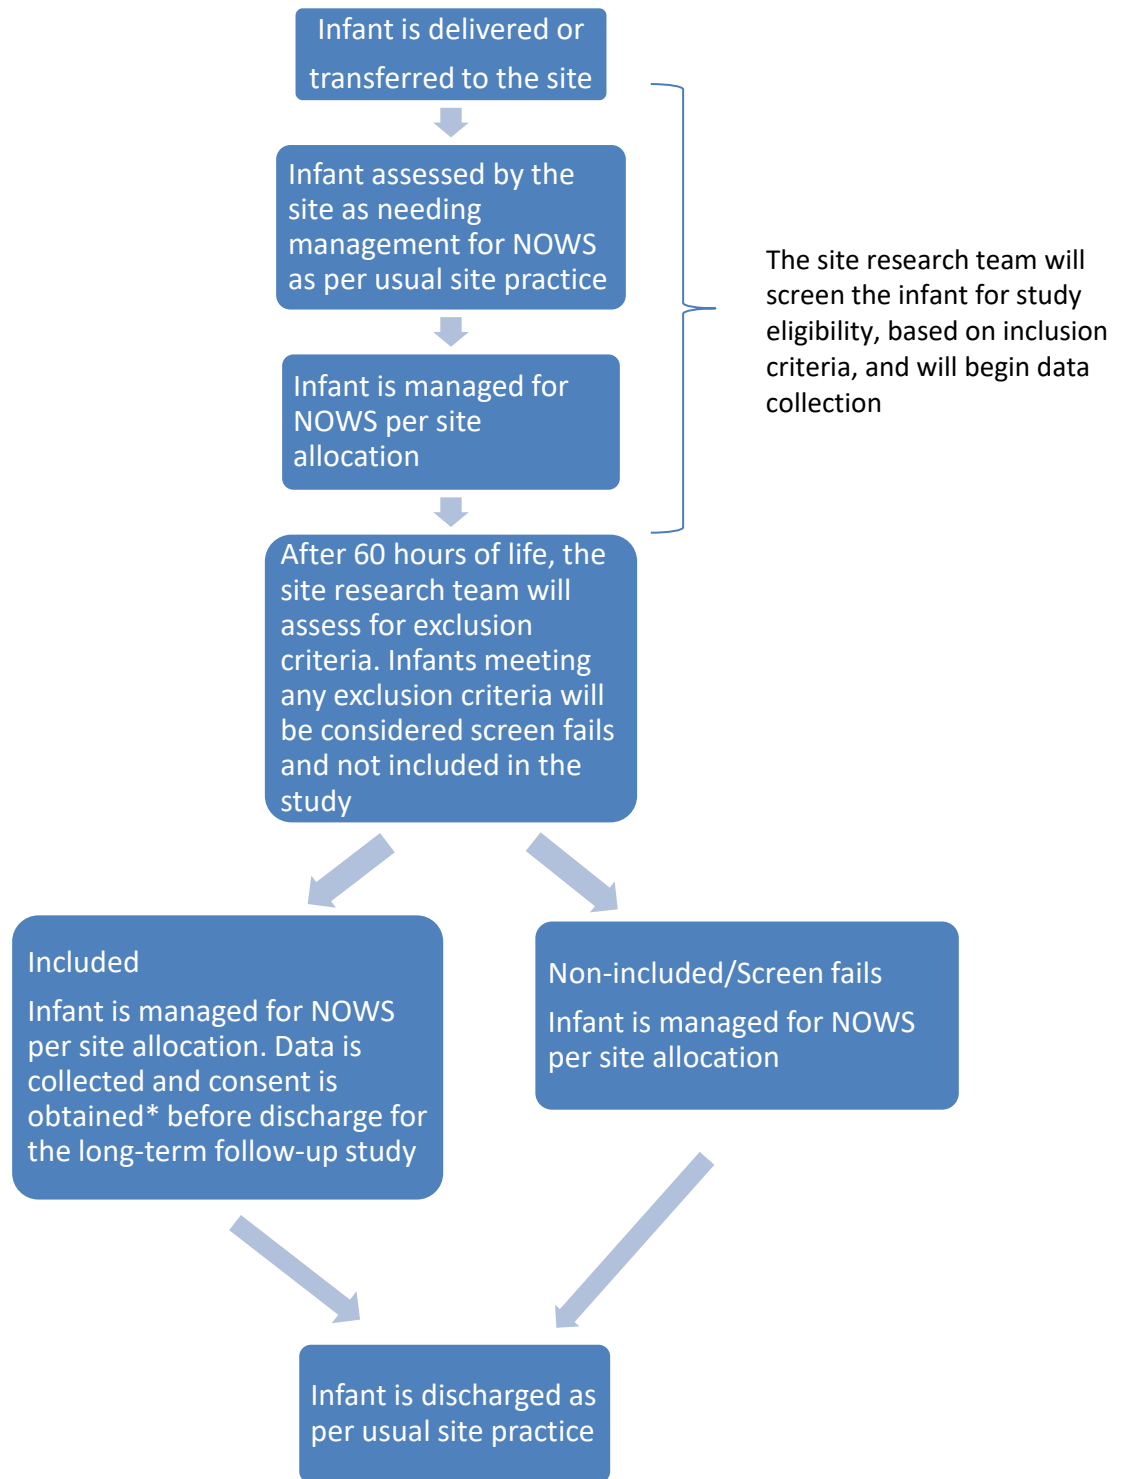 Infant is delivered or
transferred to the site
Infant assessed by the
site as needing
management for NOWS
as per usual site practice
The site research team will
screen the infant for study
eligibility, based on inclusion
criteria, and will begin data
collection
Infant is managed for
NOWS per site
allocation
After 60 hours of life, the
site research team will
assess for exclusion
criteria. Infants meeting
any exclusion criteria will
be considered screen fails
and not included in the
study
Included
Infant is managed for NOWS
per site allocation. Data is
collected and consent is
obtained* before discharge for
the long-term follow-up study
Non-included/Screen fails
Infant is managed for NOWS
per site allocation
Infant is discharged as
per usual site practice